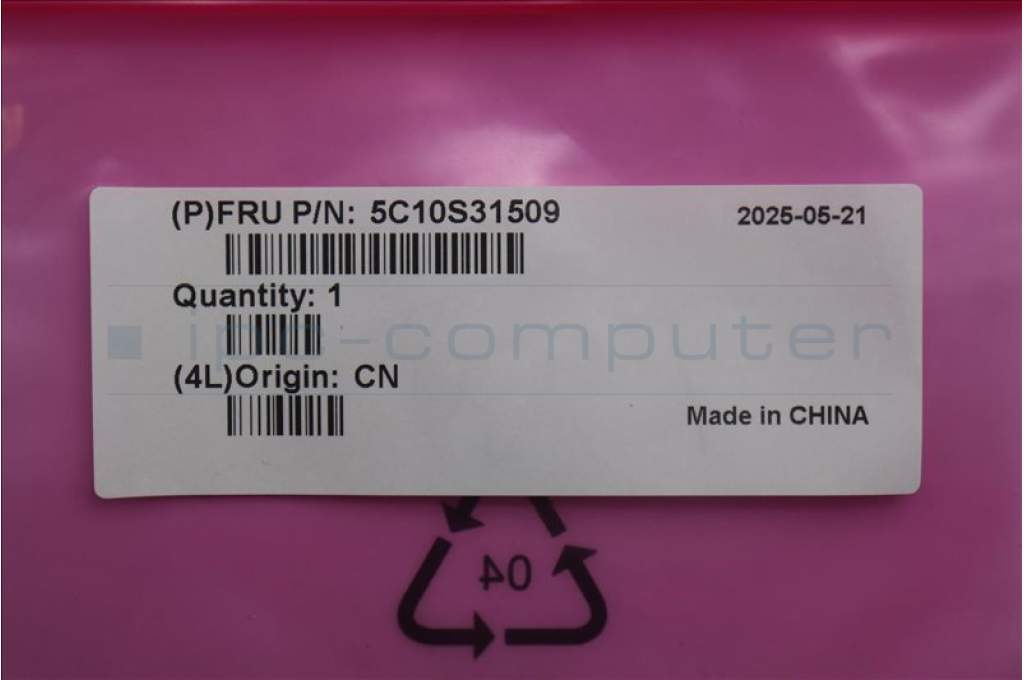 (P)FRU P/N: 5C10S31509
2025-05-21
Quantity: 1
ipc-computer
(4L)Origin: CN
Made in CHINA
04